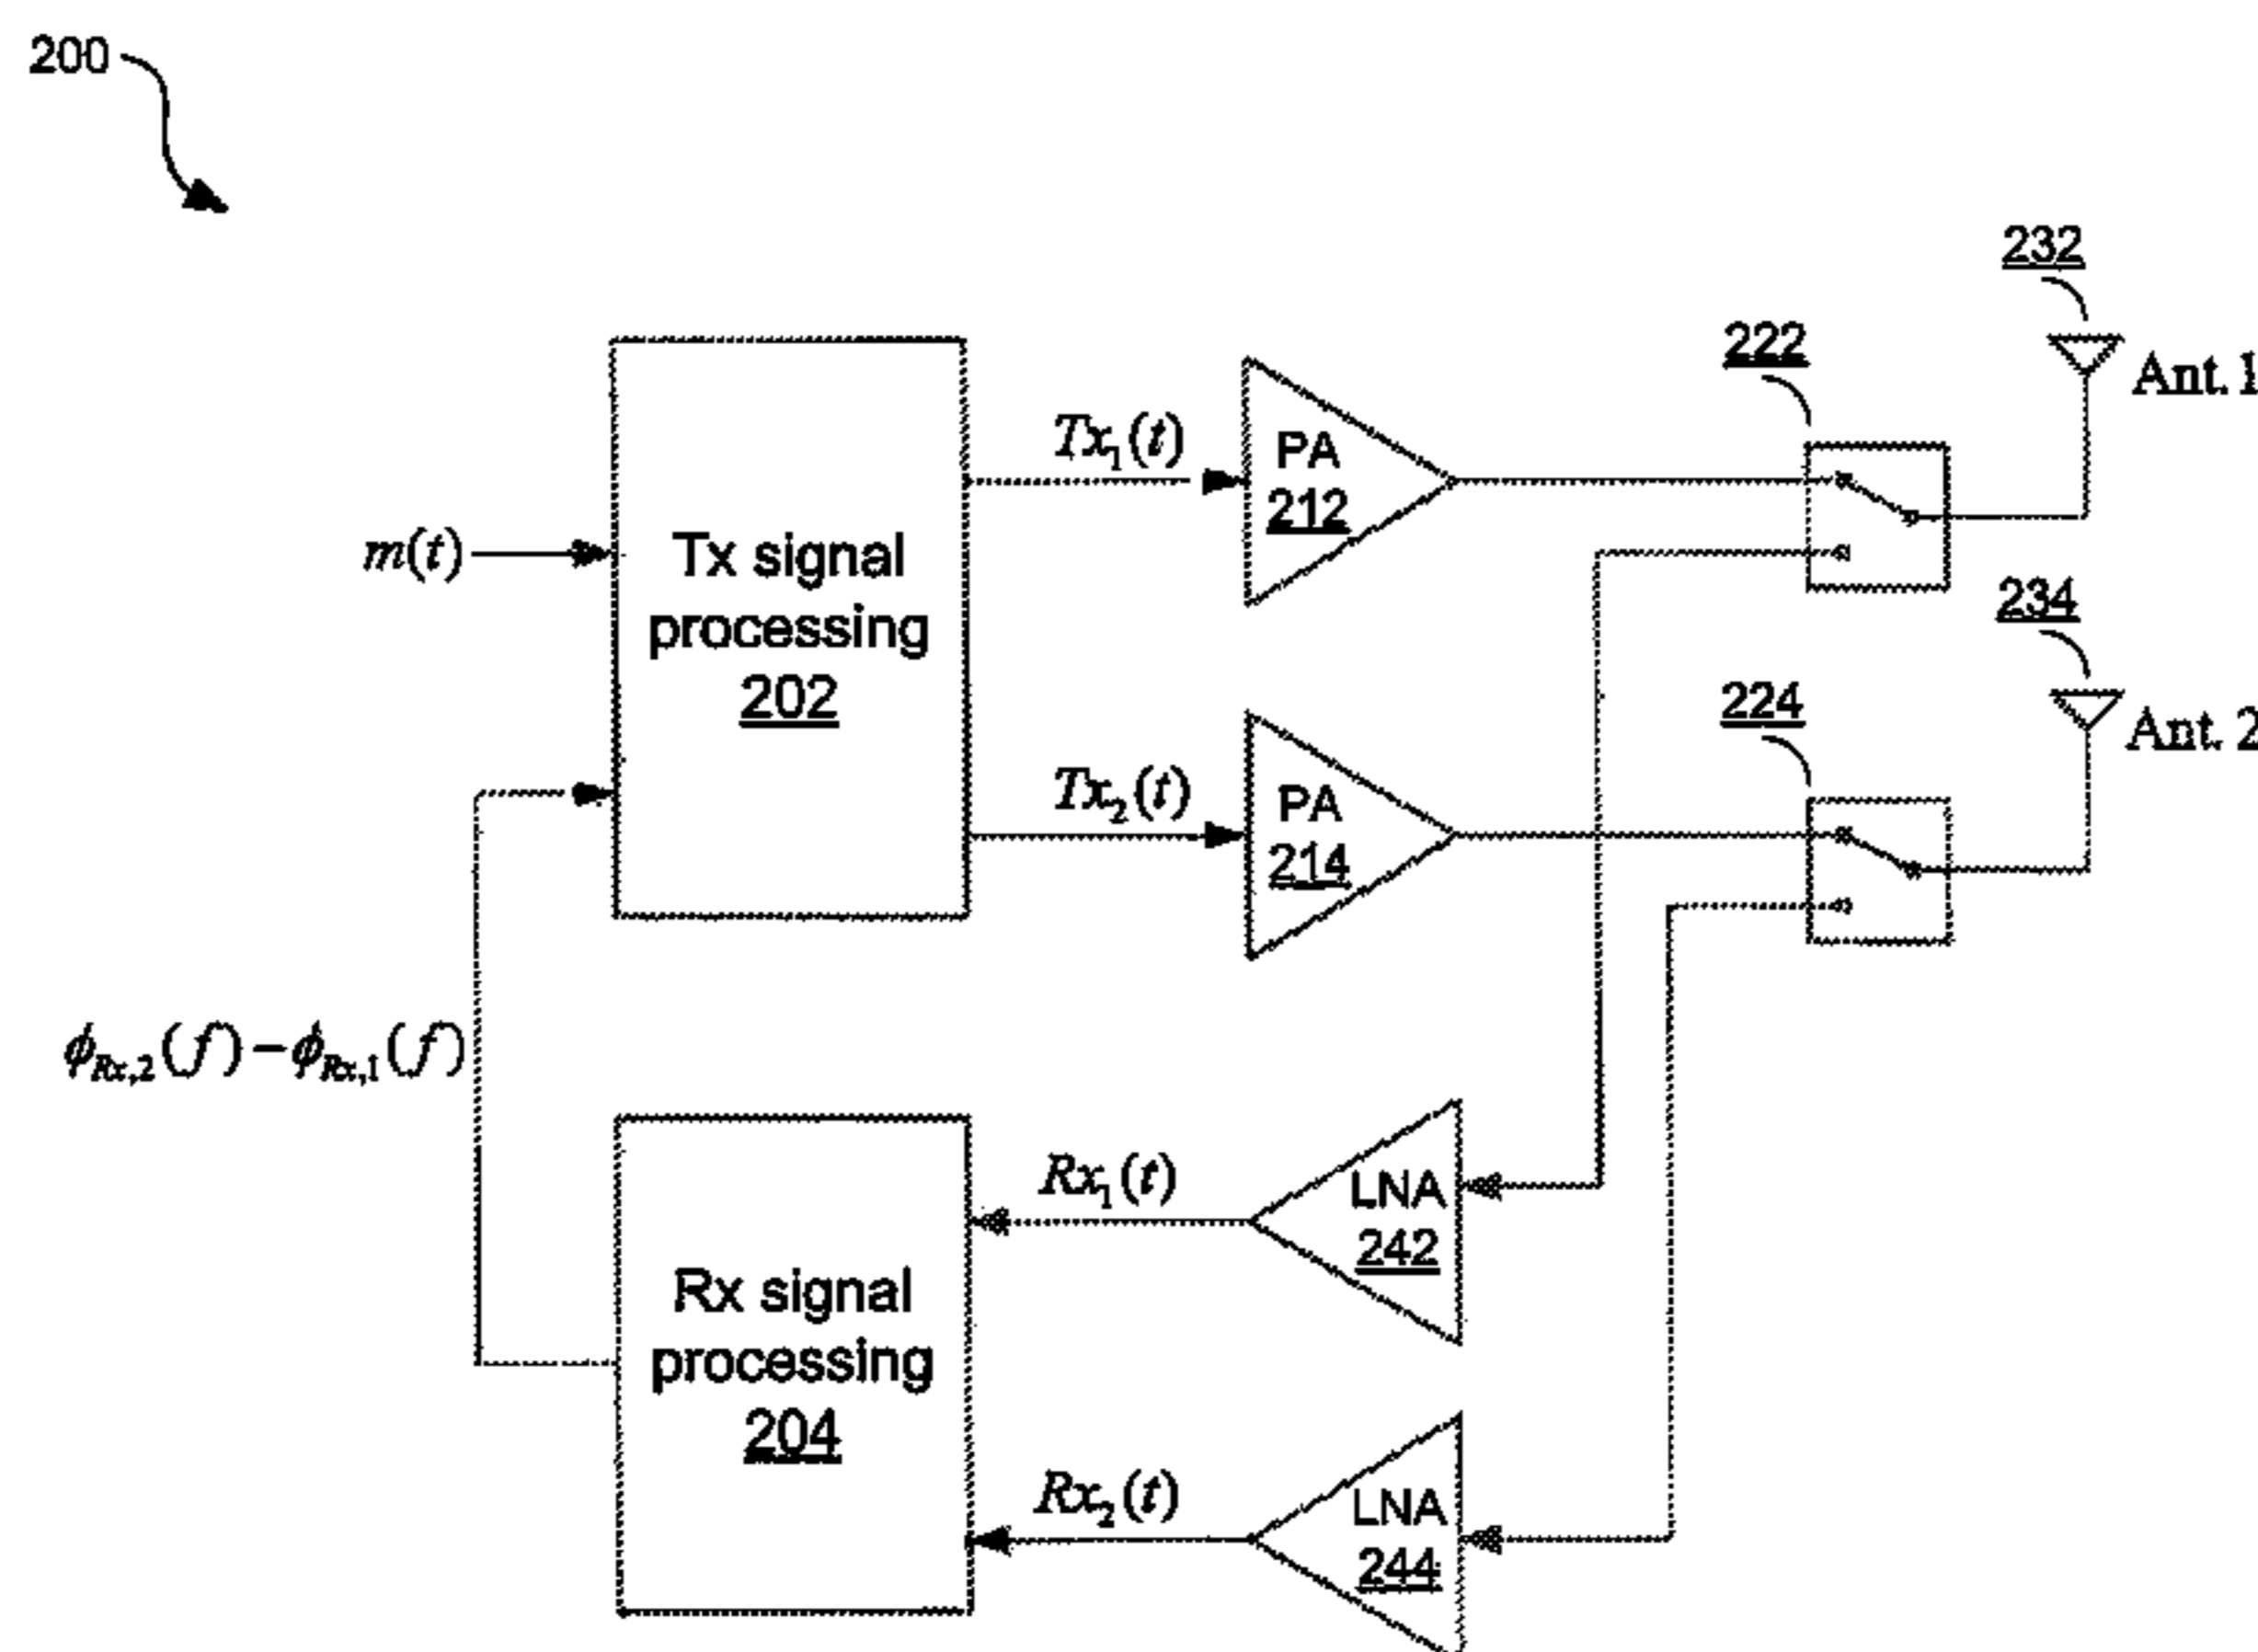 200
232
Ant. 1
222
Tx₁(t)
PA
212
m(t)
Tx signal
processing
202
234
Ant. 2
224
Tx₂(t)
PA
214
ϕRx,2(f)−ϕRx,1(f)
Rx₁(t)
LNA
242
Rx signal
processing
204
Rx₂(t)
LNA
244